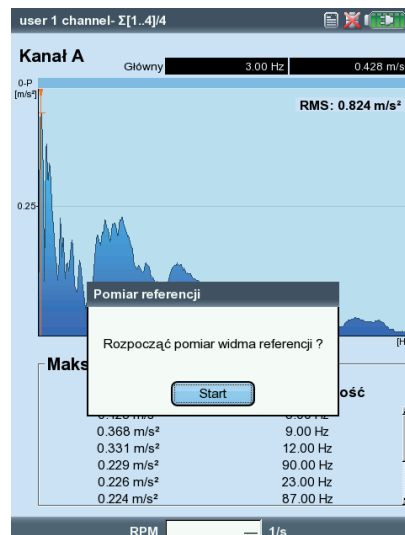 user 1 channel- Σ[1..4]/4
Kanał A
Główny 3.00 Hz 0.428 m/s
0-P
[m/s²]
RMS: 0.824 m/s²
0.25
Pomiar referencji
Rozpocząć pomiar widma referencji ?
Start
[H
Maks
ość
0.368 m/s² 9.00 Hz
0.331 m/s² 12.00 Hz
0.229 m/s² 90.00 Hz
0.226 m/s² 23.00 Hz
0.224 m/s² 87.00 Hz
RPM — 1/s